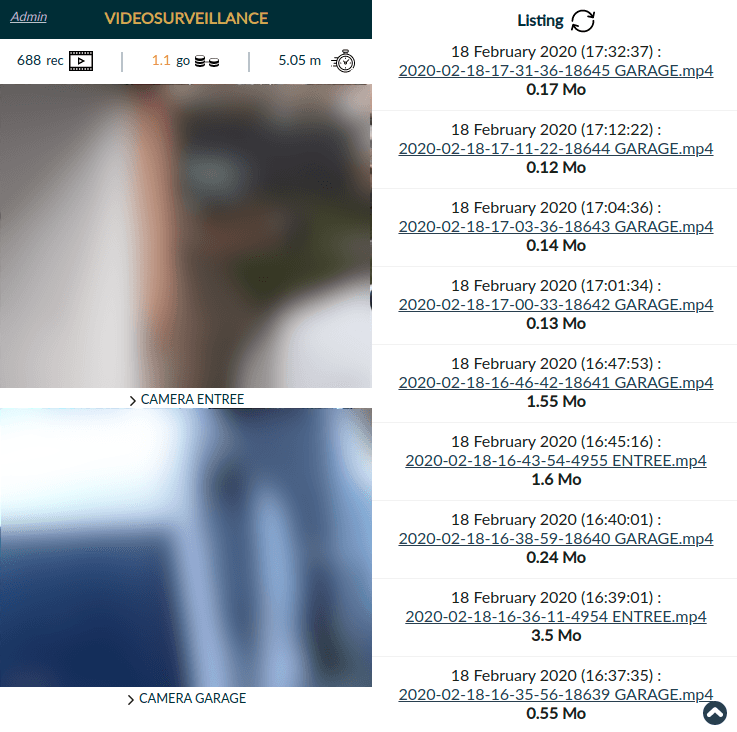 Admin
VIDEOSURVEILLANCE
688 rec
1.1 go
5.05 m
CAMERA ENTREE
CAMERA GARAGE
Listing
18 February 2020 (17:32:37) :
2020-02-18-17-31-36-18645 GARAGE.mp4
0.17 Mo
18 February 2020 (17:12:22) :
2020-02-18-17-11-22-18644 GARAGE.mp4
0.12 Mo
18 February 2020 (17:04:36) :
2020-02-18-17-03-36-18643 GARAGE.mp4
0.14 Mo
18 February 2020 (17:01:34) :
2020-02-18-17-00-33-18642 GARAGE.mp4
0.13 Mo
18 February 2020 (16:47:53) :
2020-02-18-16-46-42-18641 GARAGE.mp4
1.55 Mo
18 February 2020 (16:45:16) :
2020-02-18-16-43-54-4955 ENTREE.mp4
1.6 Mo
18 February 2020 (16:40:01) :
2020-02-18-16-38-59-18640 GARAGE.mp4
0.24 Mo
18 February 2020 (16:39:01) :
2020-02-18-16-36-11-4954 ENTREE.mp4
3.5 Mo
18 February 2020 (16:37:35) :
2020-02-18-16-35-56-18639 GARAGE.mp4
0.55 Mo